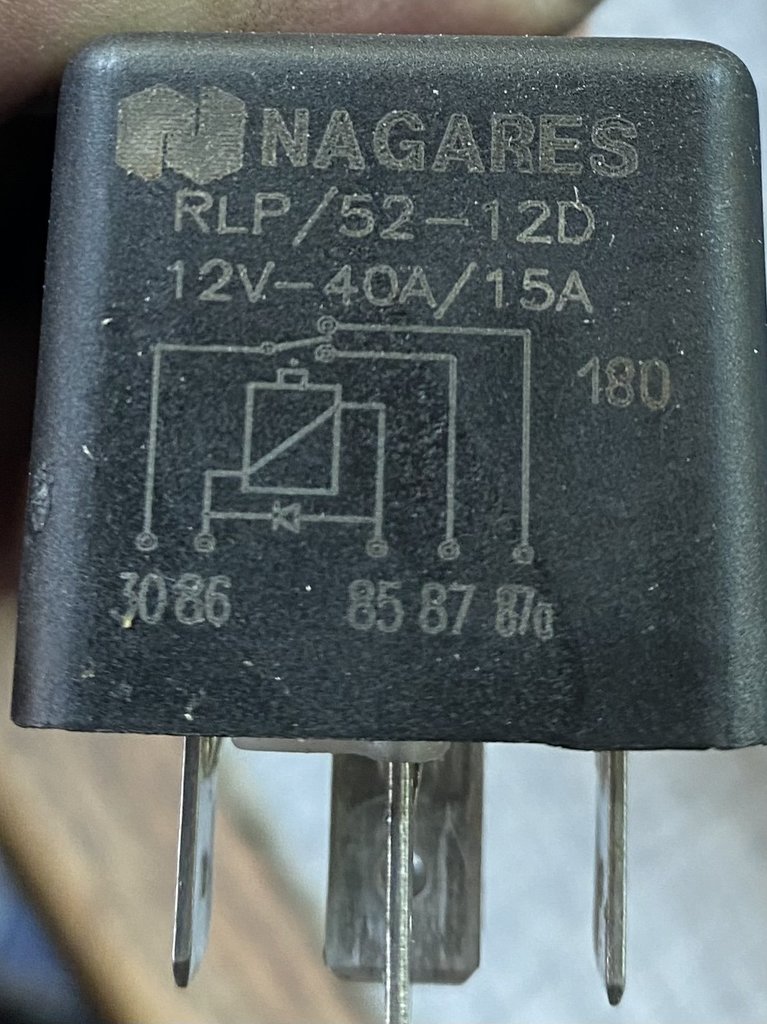 NAGARES
RLP/52-12D
12V-40A/15A
180
30 86 85 87 87a